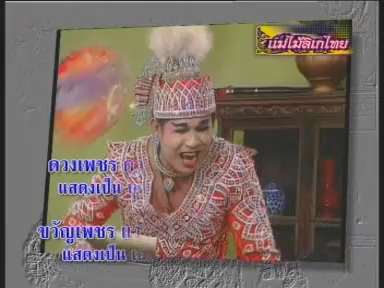 แม่ไม้ลิเกไทย
ดวงเพชร
แสดงเป็น
ขวัญเพชร
แสดงเป็น